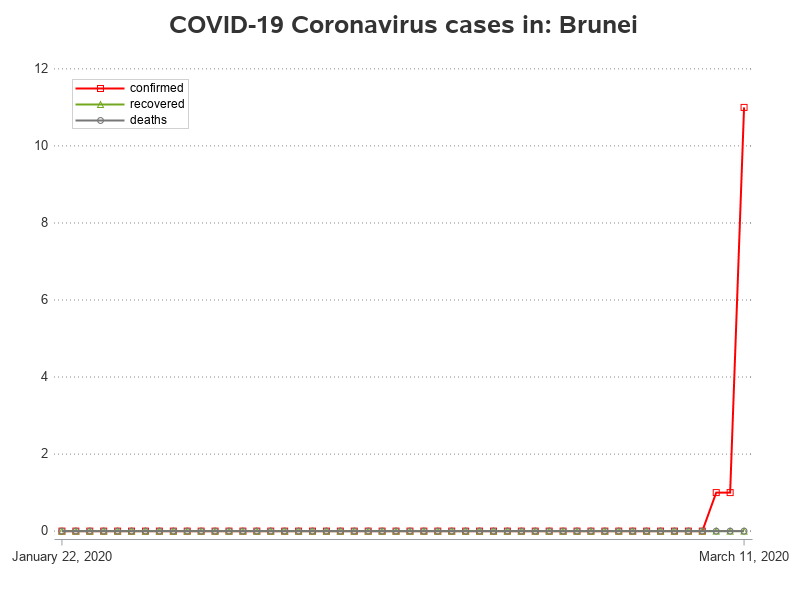 COVID-19 Coronavirus cases in: Brunei
12
confirmed
recovered
deaths
10
8
6
4
2
0
January 22, 2020
March 11, 2020